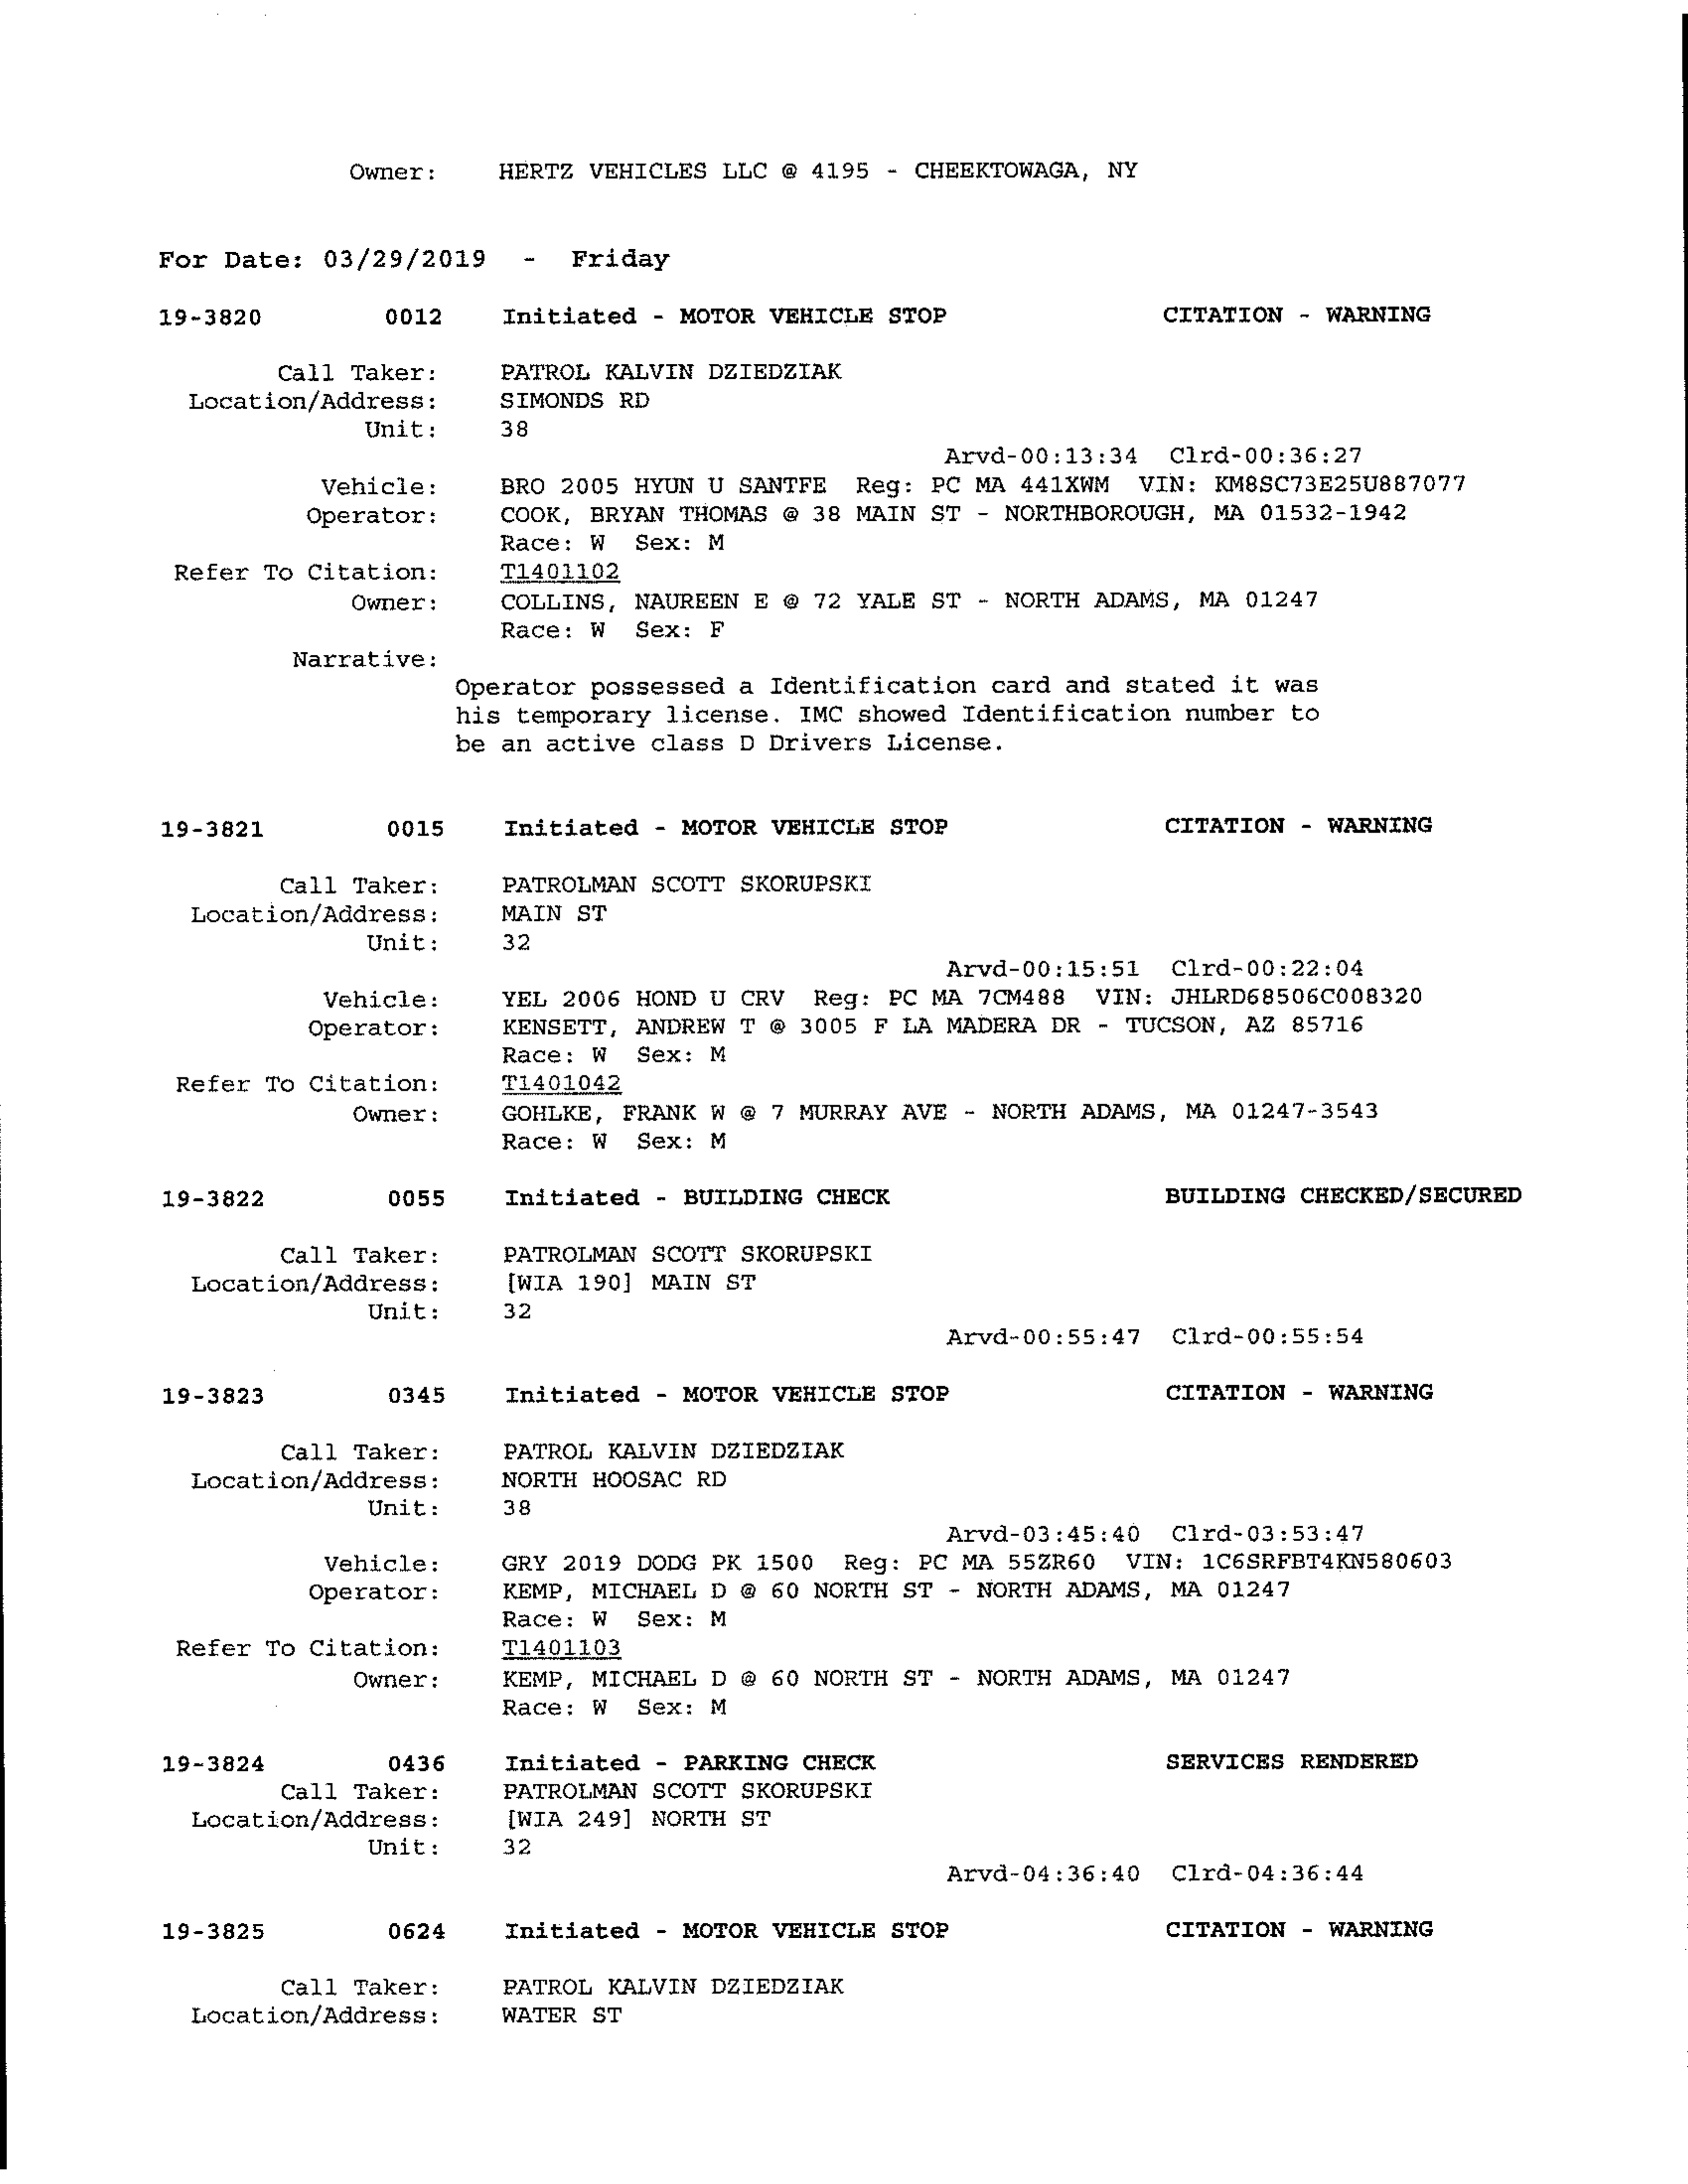 Owner: HERTZ VEHICLES LLC @ 4195 - CHEEKTOWAGA, NY
For Date: 03/29/2019 - Friday
19-3820 0012 Initiated - MOTOR VEHICLE STOP CITATION - WARNING
Call Taker: PATROL KALVIN DZIEDZIAK
Location/Address: SIMONDS RD
Unit: 38
Arvd-00:13:34 Clrd-00:36:27
Vehicle: BRO 2005 HYUN U SANTFE Reg: PC MA 441XWM VIN: KM8SC73E25U887077
Operator: COOK, BRYAN THOMAS @ 38 MAIN ST - NORTHBOROUGH, MA 01532-1942
Race: W Sex: M
Refer To Citation: T1401102
Owner: COLLINS, NAUREEN E @ 72 YALE ST - NORTH ADAMS, MA 01247
Race: W Sex: F
Narrative:
Operator possessed a Identification card and stated it was
his temporary license. IMC showed Identification number to
be an active class D Drivers License.
19-3821 0015 Initiated - MOTOR VEHICLE STOP CITATION - WARNING
Call Taker: PATROLMAN SCOTT SKORUPSKI
Location/Address: MAIN ST
Unit: 32
Arvd-00:15:51 Clrd-00:22:04
Vehicle: YEL 2006 HOND U CRV Reg: PC MA 7CM488 VIN: JHLRD68506C008320
Operator: KENSETT, ANDREW T @ 3005 F LA MADERA DR - TUCSON, AZ 85716
Race: W Sex: M
Refer To Citation: T1401042
Owner: GOHLKE, FRANK W @ 7 MURRAY AVE - NORTH ADAMS, MA 01247-3543
Race: W Sex: M
19-3822 0055 Initiated - BUILDING CHECK BUILDING CHECKED/SECURED
Call Taker: PATROLMAN SCOTT SKORUPSKI
Location/Address: [WIA 190] MAIN ST
Unit: 32
Arvd-00:55:47 Clrd-00:55:54
19-3823 0345 Initiated - MOTOR VEHICLE STOP CITATION - WARNING
Call Taker: PATROL KALVIN DZIEDZIAK
Location/Address: NORTH HOOSAC RD
Unit: 38
Arvd-03:45:40 Clrd-03:53:47
Vehicle: GRY 2019 DODG PK 1500 Reg: PC MA 55ZR60 VIN: 1C6SRFBT4KN580603
Operator: KEMP, MICHAEL D @ 60 NORTH ST - NORTH ADAMS, MA 01247
Race: W Sex: M
Refer To Citation: T1401103
Owner: KEMP, MICHAEL D @ 60 NORTH ST - NORTH ADAMS, MA 01247
Race: W Sex: M
19-3824 0436 Initiated - PARKING CHECK SERVICES RENDERED
Call Taker: PATROLMAN SCOTT SKORUPSKI
Location/Address: [WIA 249] NORTH ST
Unit: 32
Arvd-04:36:40 Clrd-04:36:44
19-3825 0624 Initiated - MOTOR VEHICLE STOP CITATION - WARNING
Call Taker: PATROL KALVIN DZIEDZIAK
Location/Address: WATER ST